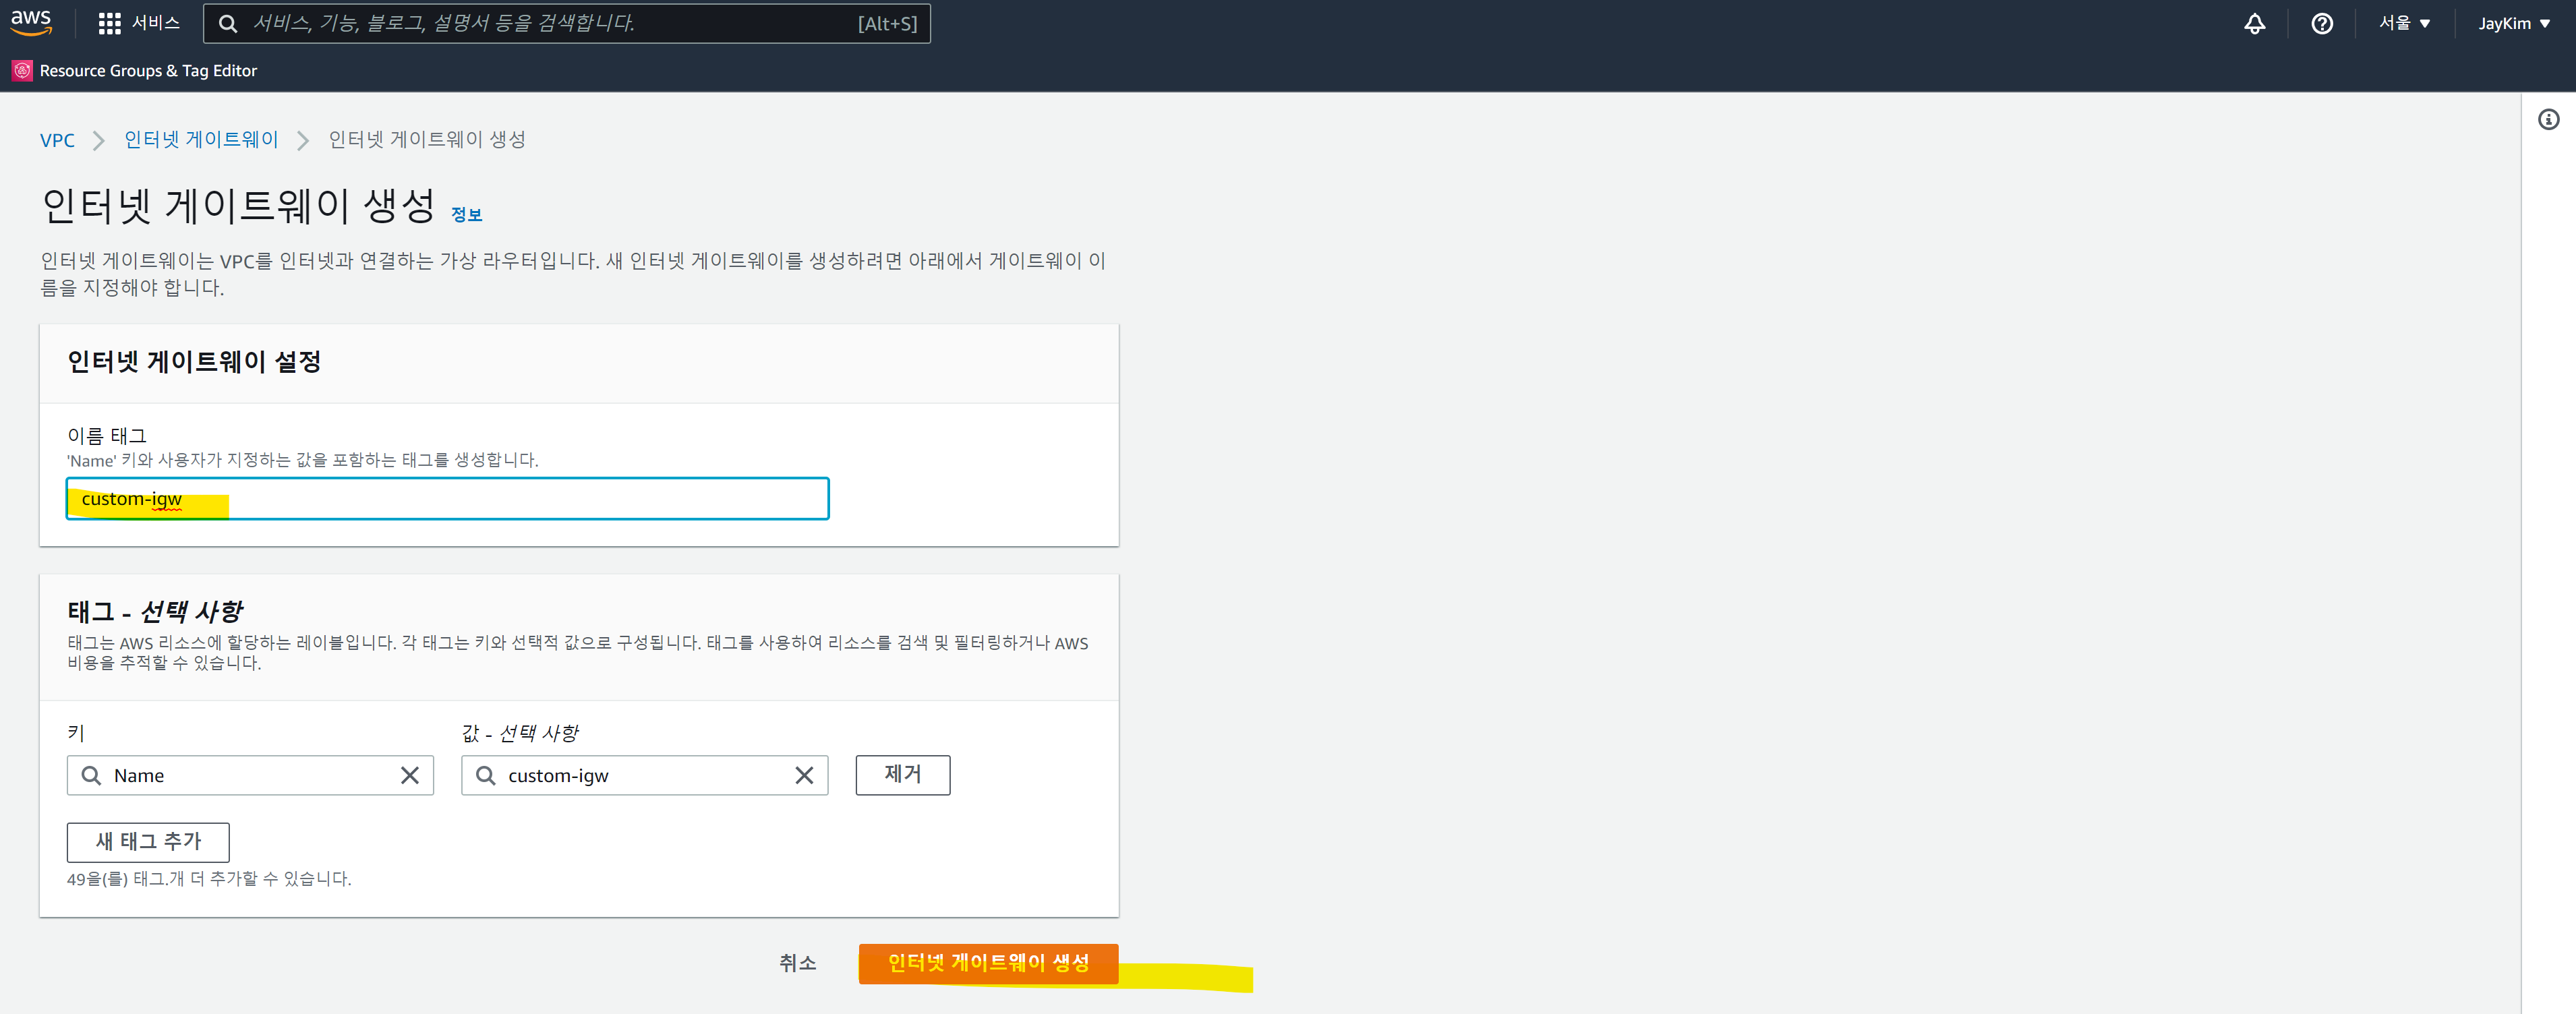 aws
서비스
서비스, 기능, 블로그, 설명서 등을 검색합니다.
[Alt+S]
서울
JayKim
Resource Groups & Tag Editor
VPC
인터넷 게이트웨이
인터넷 게이트웨이 생성
인터넷 게이트웨이 생성 정보
인터넷 게이트웨이는 VPC를 인터넷과 연결하는 가상 라우터입니다. 새 인터넷 게이트웨이를 생성하려면 아래에서 게이트웨이 이
름을 지정해야 합니다.
인터넷 게이트웨이 설정
이름 태그
'Name' 키와 사용자가 지정하는 값을 포함하는 태그를 생성합니다.
custom-igw
태그 - 선택 사항
태그는 AWS 리소스에 할당하는 레이블입니다. 각 태그는 키와 선택적 값으로 구성됩니다. 태그를 사용하여 리소스를 검색 및 필터링하거나 AWS
비용을 추적할 수 있습니다.
키
값 - 선택 사항
Name
custom-igw
제거
새 태그 추가
49을(를) 태그.개 더 추가할 수 있습니다.
취소
인터넷 게이트웨이 생성